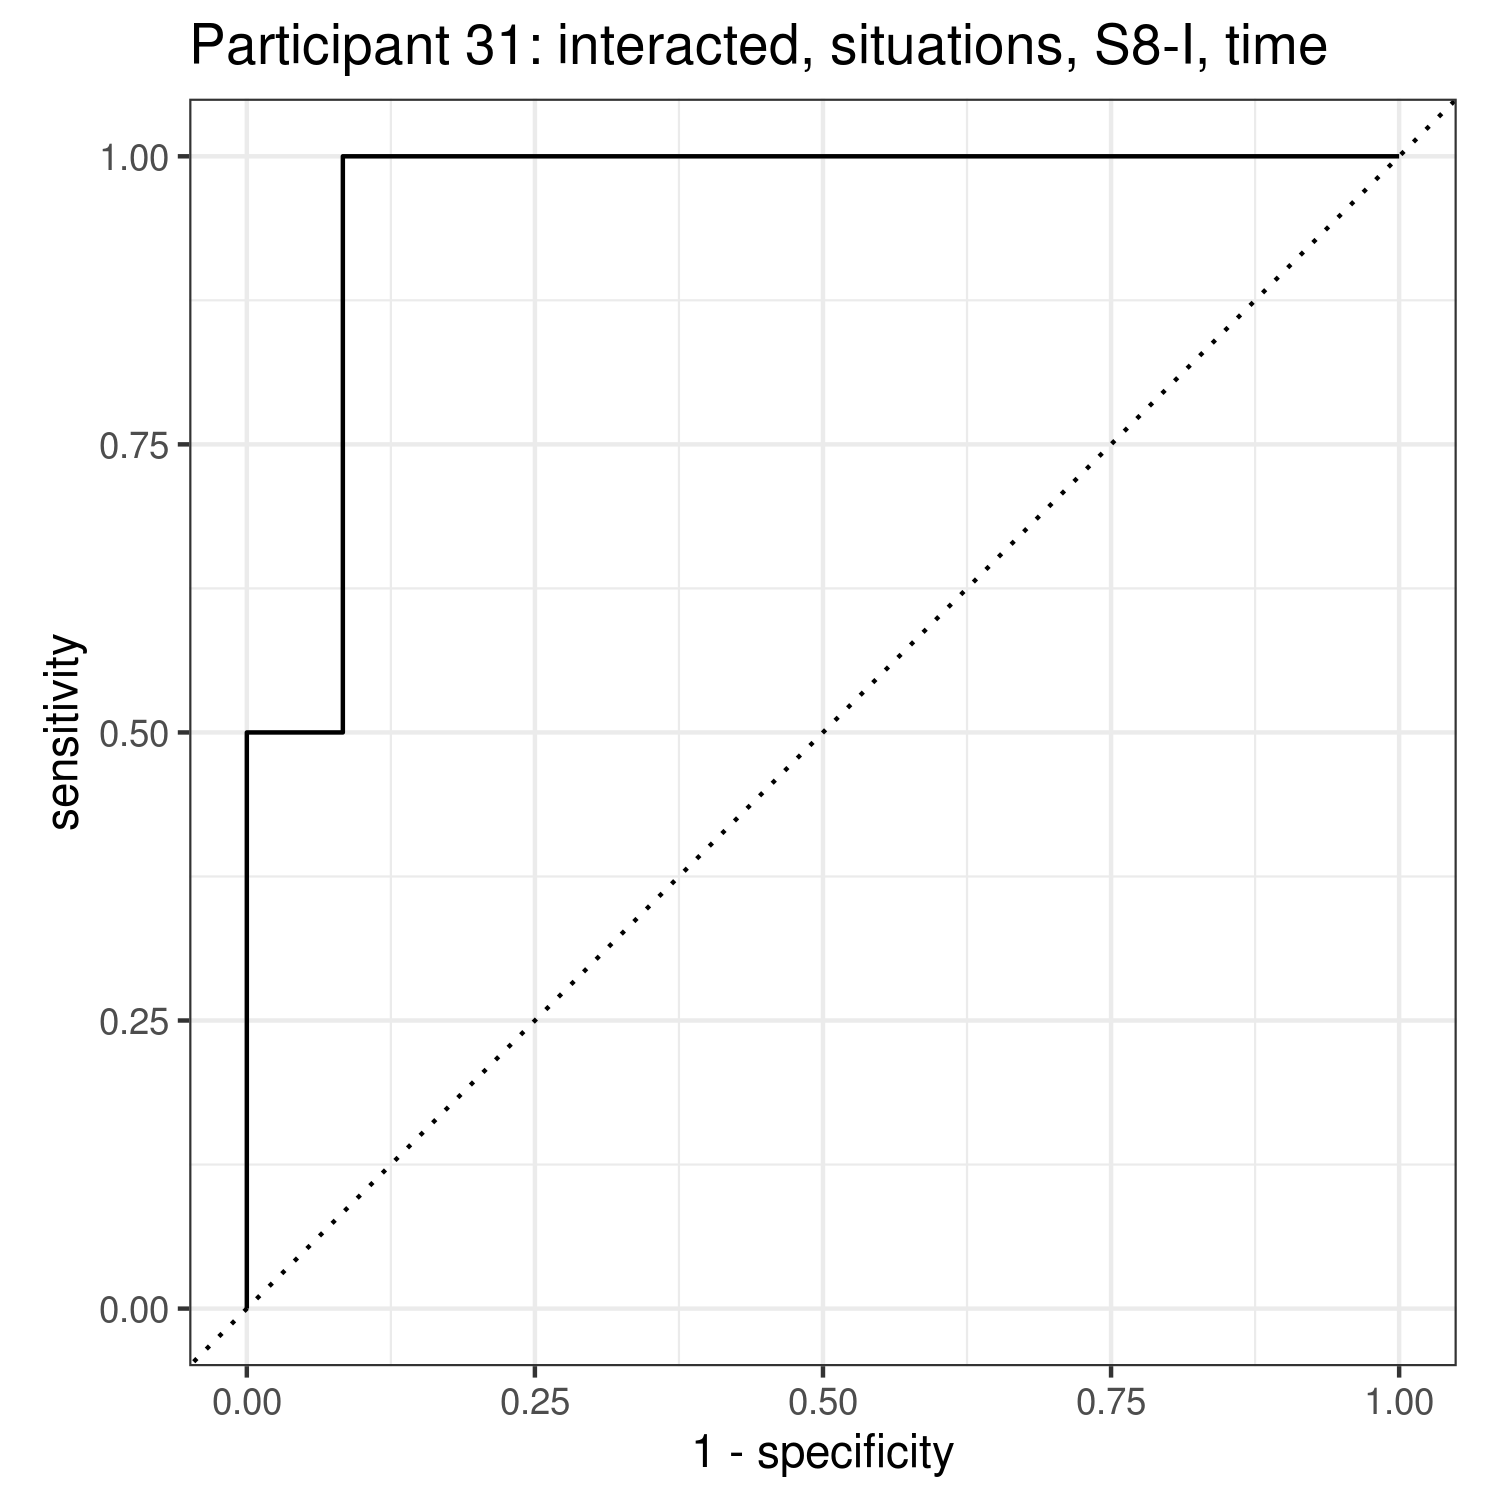 Participant 31: interacted, situations, S8-I, time
1.00
0.75
0.50
0.25
0.00
sensitivity
0.00 0.25 0.50 0.75 1.00
1 - specificity